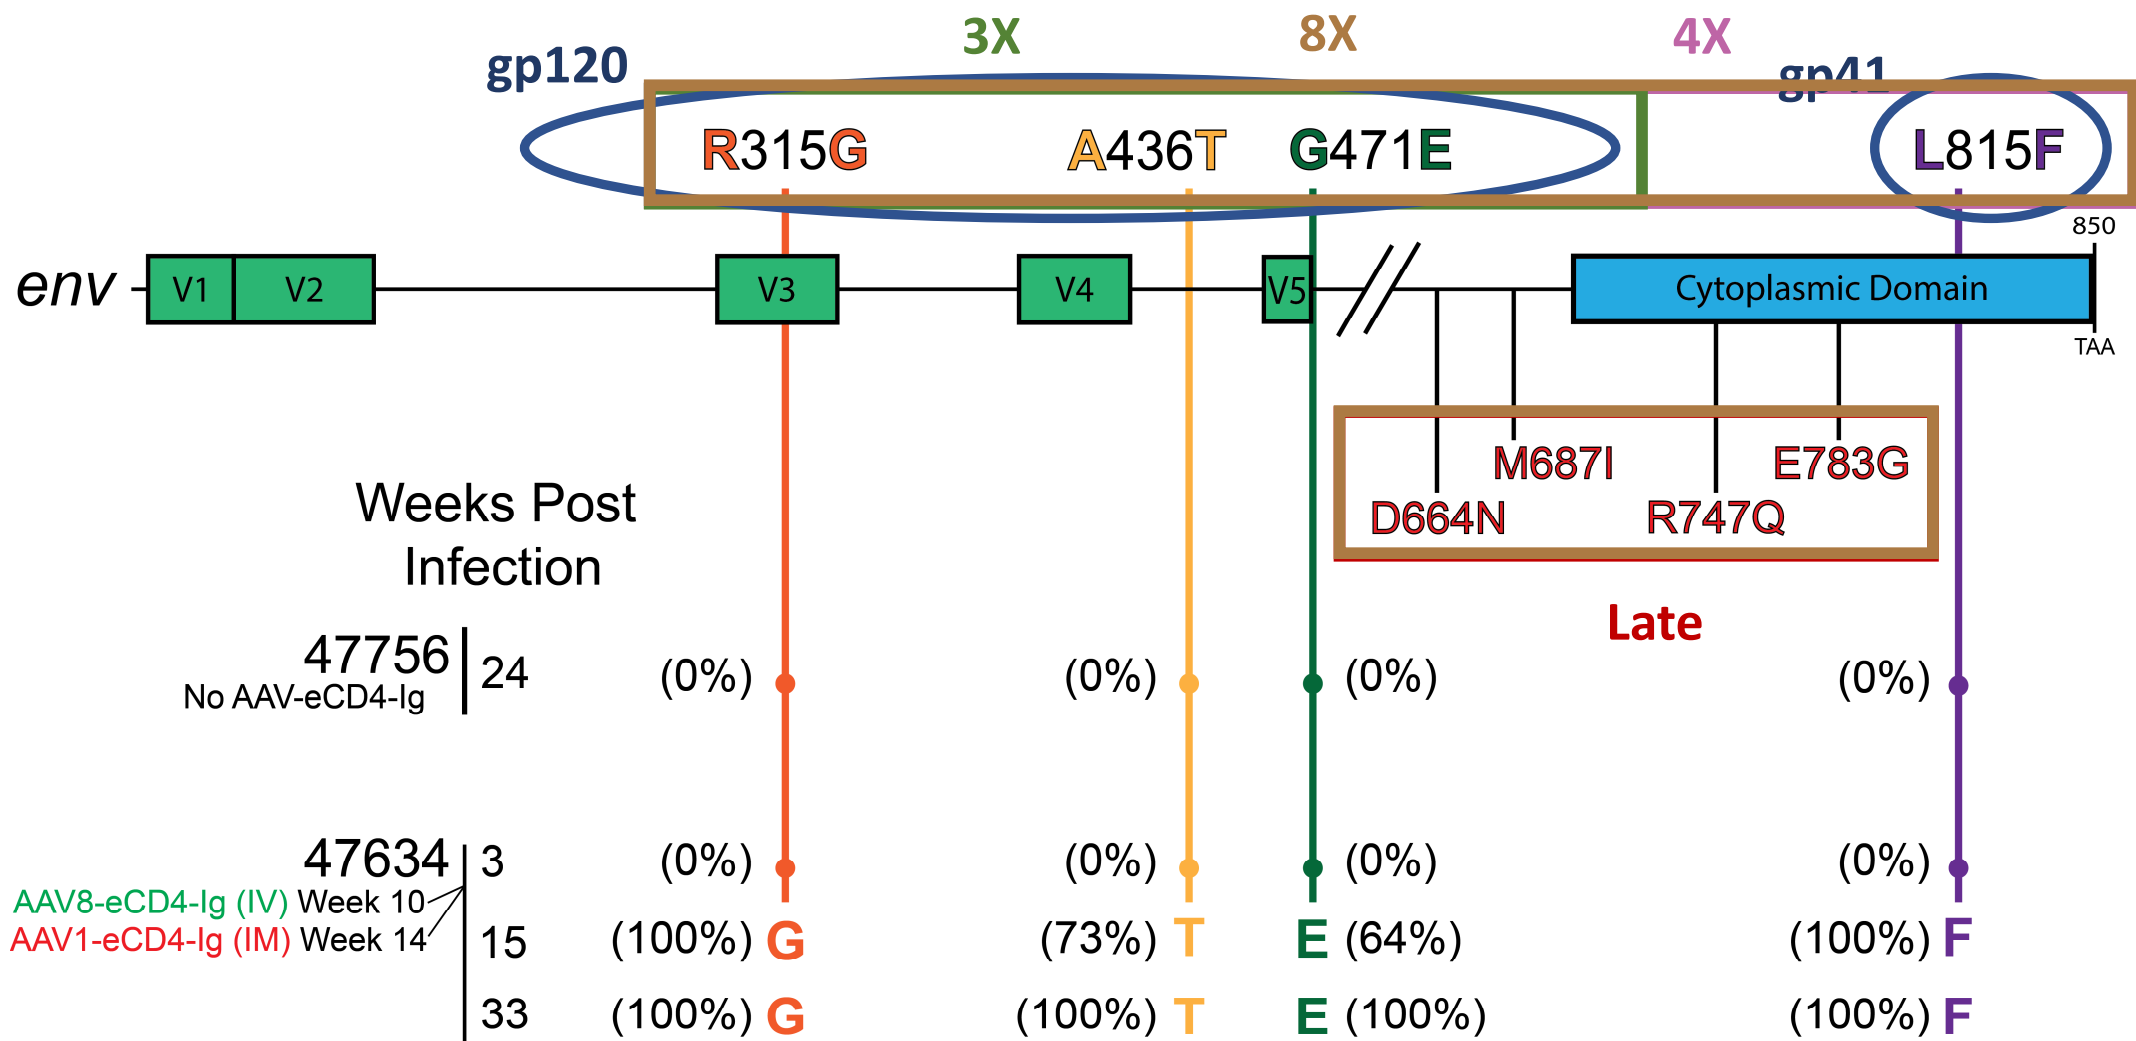 3X 8X 4X
gp120 gp41
R315G A436T G471E L815F
850
env V1 V2 V3 V4 V5 Cytoplasmic Domain
TAA
M687I E783G
D664N R747Q
Weeks Post
Infection
Late
47756 24 (0%) (0%) (0%) (0%)
No AAV-eCD4-Ig
47634 3 (0%) (0%) (0%) (0%)
AAV8-eCD4-Ig (IV) Week 10
AAV1-eCD4-Ig (IM) Week 14
15 (100%) G (73%) T E (64%) (100%) F
33 (100%) G (100%) T E (100%) (100%) F